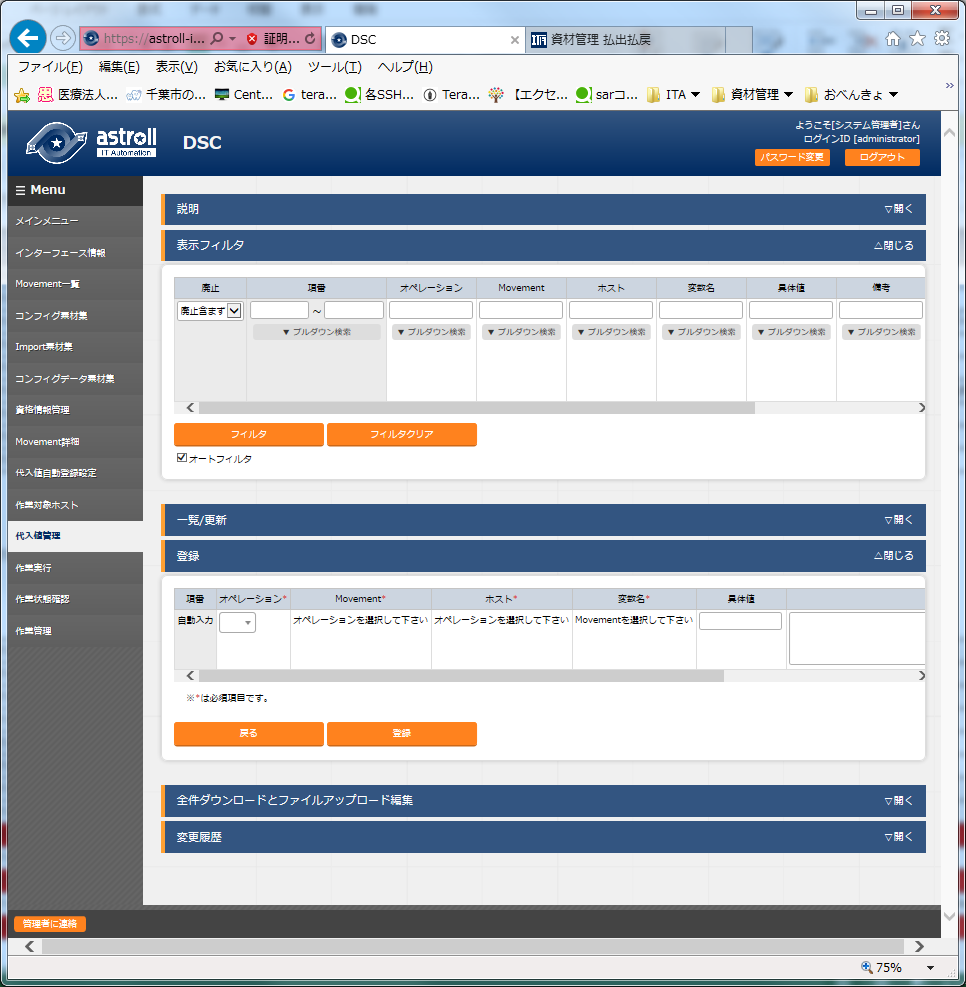 https://astroll-i... 証明... DSC 資材管理 払出払戻
ファイル(F) 編集(E) 表示(V) お気に入り(A) ツール(T) ヘルプ(H)
医療法人... 千葉市の... Cent... tera... 各SSH... Tera... 【エクセ... sarコ... ITA 資材管理 おべんきょ
astroll
IT Automation
DSC
ようこそ[システム管理者]さん
ログインID [administrator]
パスワード変更 ログアウト
Menu
メインメニュー
インターフェース情報
Movement一覧
コンフィグ素材集
Import素材集
コンフィグデータ素材集
資格情報管理
Movement詳細
代入値自動登録設定
作業対象ホスト
代入値管理
作業実行
作業状態確認
作業管理
説明 ▽開く
表示フィルタ △閉じる
廃止 項番 オペレーション Movement ホスト 変数名 具体値 備考
廃止含まず ～
▼プルダウン検索 ▼プルダウン検索 ▼プルダウン検索 ▼プルダウン検索 ▼プルダウン検索 ▼プルダウン検索 ▼プルダウン検索
フィルタ フィルタクリア
オートフィルタ
一覧/更新 ▽開く
登録 △閉じる
項番 オペレーション* Movement* ホスト* 変数名* 具体値
自動入力 オペレーションを選択して下さい オペレーションを選択して下さい Movementを選択して下さい
※*は必須項目です。
戻る 登録
全件ダウンロードとファイルアップロード編集 ▽開く
変更履歴 ▽開く
管理者に連絡
75%